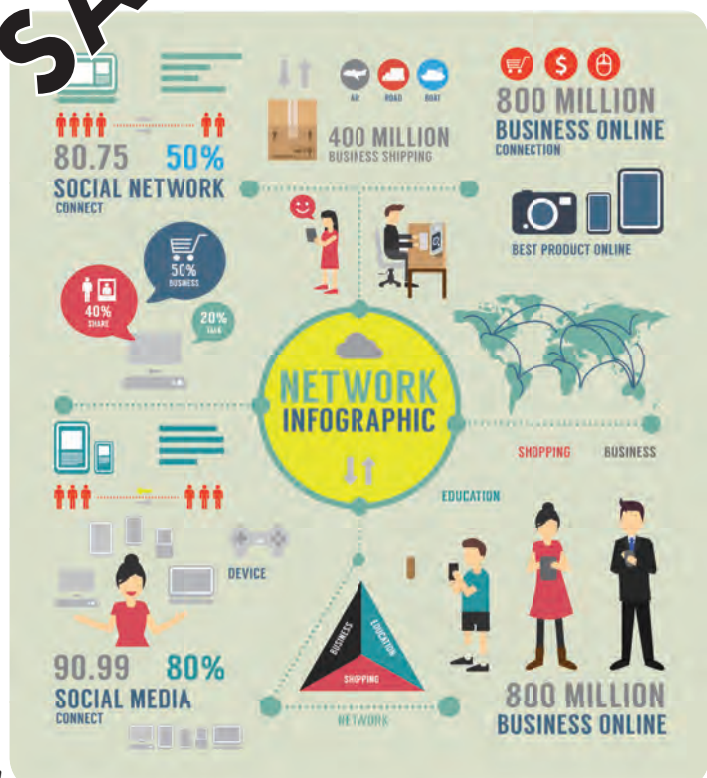 SA
AIR
ROAD
BOAT
400 MILLION
BUSINESS SHIPPING
800 MILLION
BUSINESS ONLINE
CONNECTION
80.75 50%
SOCIAL NETWORK
CONNECT
BEST PRODUCT ONLINE
50%
BUSINESS
40%
SHARE
20%
TALK
NETWORK
INFOGRAPHIC
SHOPPING
BUSINESS
EDUCATION
DEVICE
BUSINESS
EDUCATION
SHIPPING
NETWORK
90.99 80%
SOCIAL MEDIA
CONNECT
800 MILLION
BUSINESS ONLINE